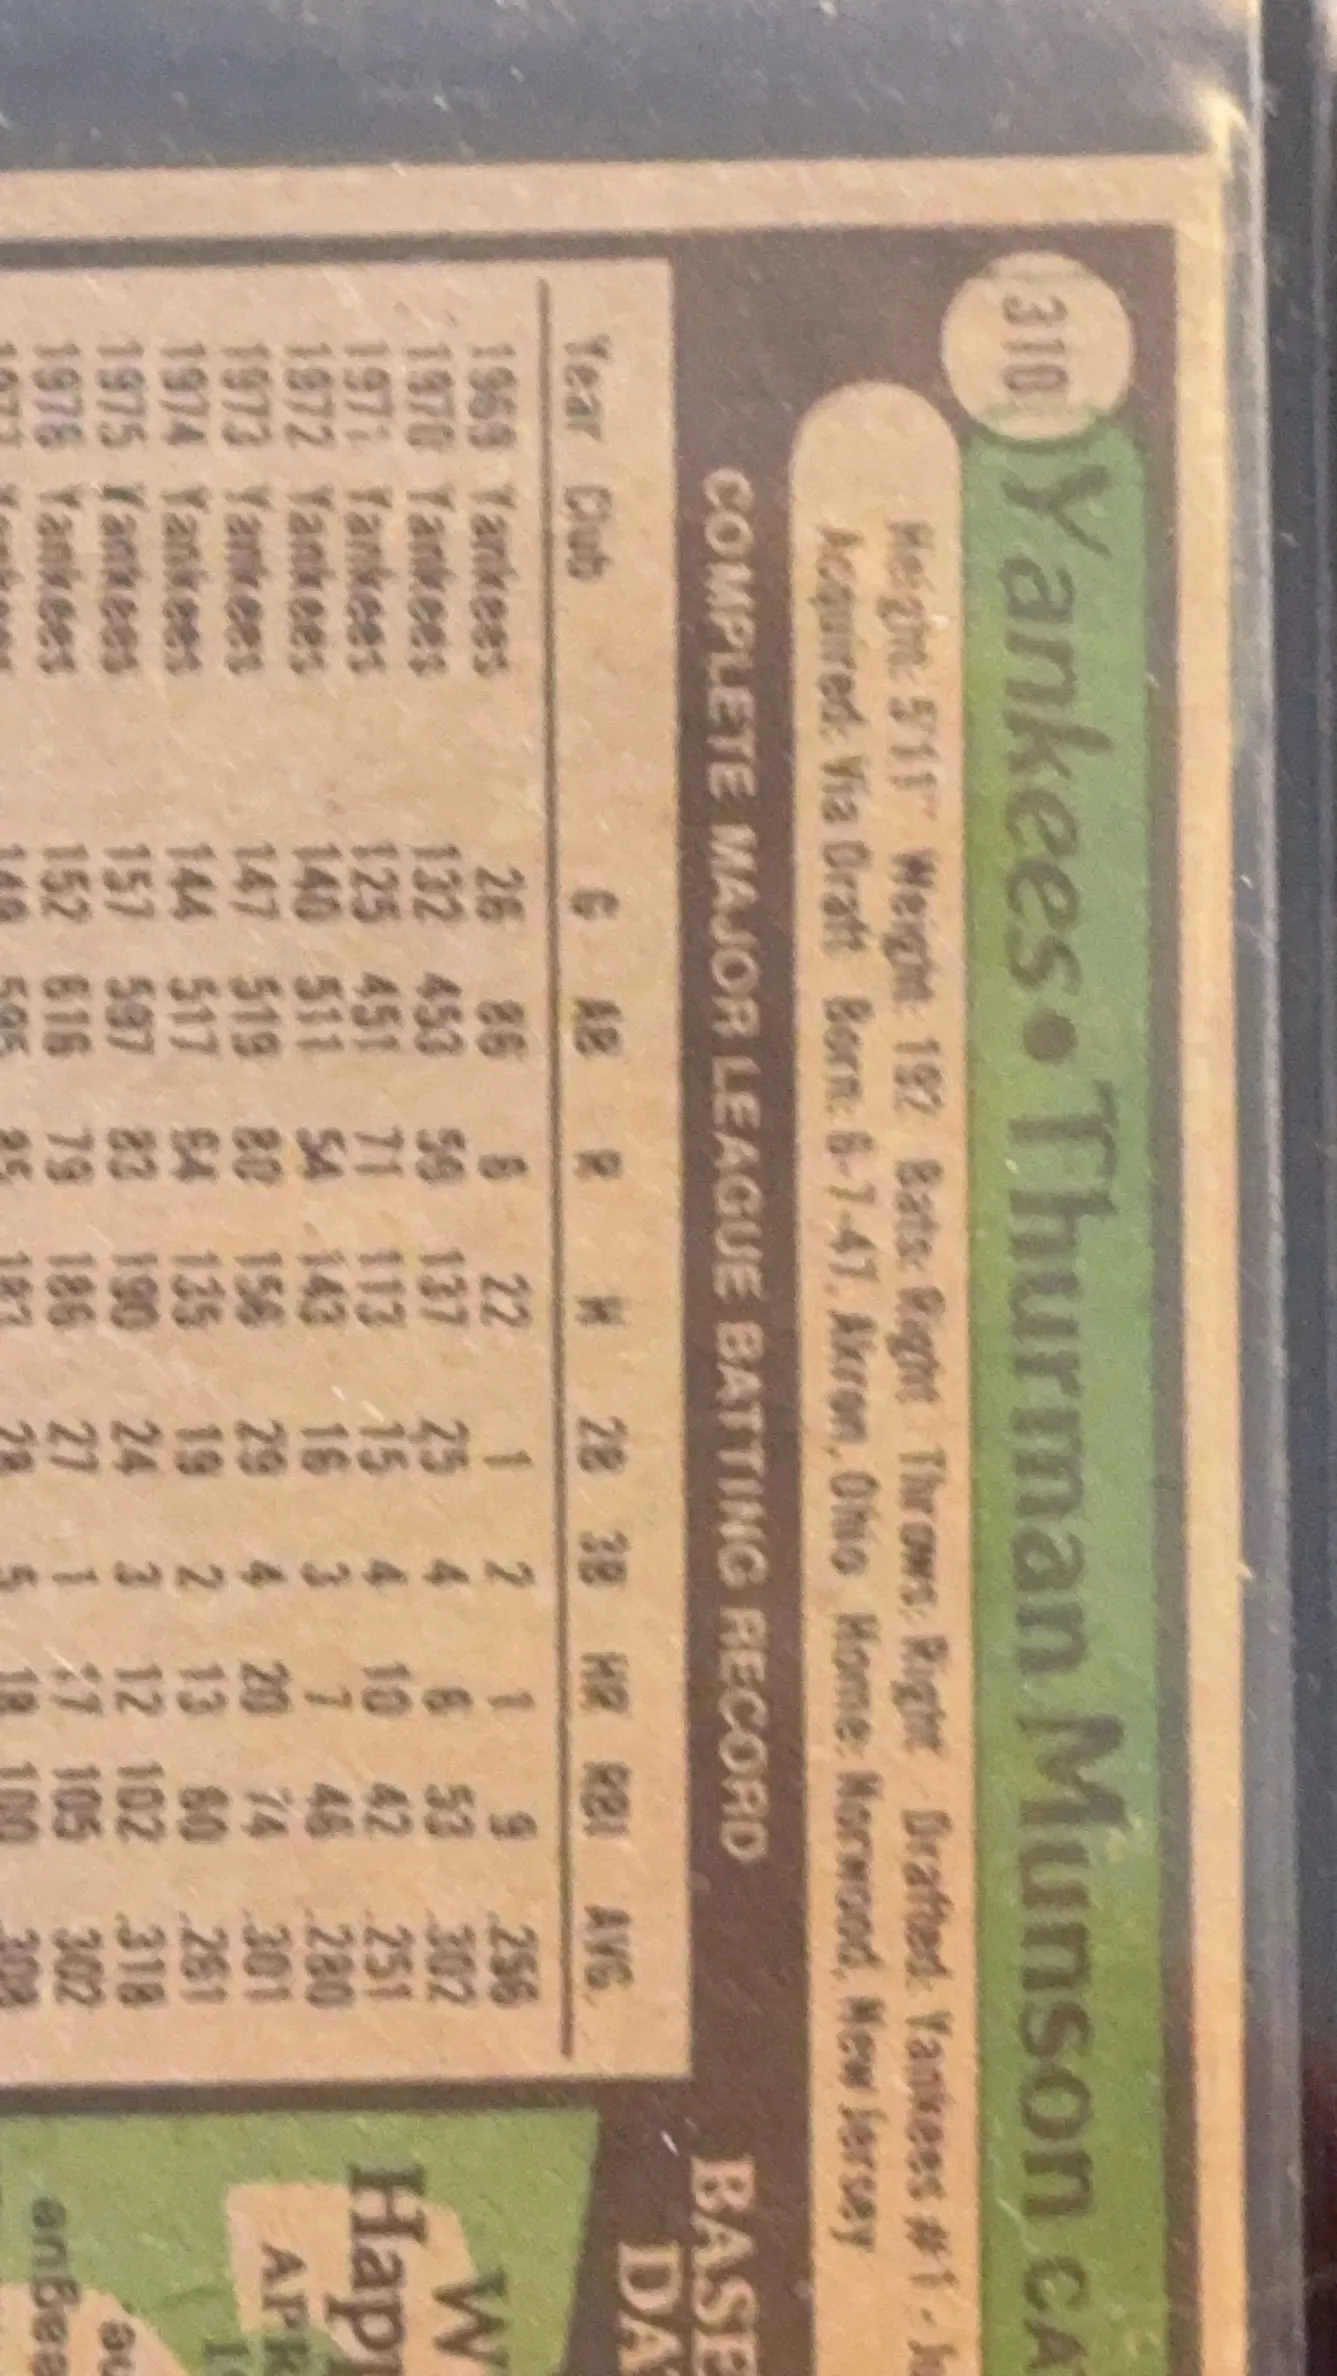 310 Yankees • Thurman Munson CA
Height: 5'11" Weight: 192 Bats: Right Throws: Right Drafted: Yankees #1 -
Acquired: Via Draft Born: 6-7-47, Akron, Ohio Home: Norwood, New Jersey
COMPLETE MAJOR LEAGUE BATTING RECORD
Year Club G AB R H 2B 3B HR RBI AVG.
1969 Yankees 26 86 6 22 1 2 1 9 .256
1970 Yankees 132 453 59 137 25 4 6 53 .302
1971 Yankees 125 451 71 113 15 4 10 42 .251
1972 Yankees 140 511 54 143 16 3 7 46 .280
1973 Yankees 147 519 80 156 29 4 20 74 .301
1974 Yankees 144 517 64 135 19 2 13 60 .261
1975 Yankees 157 597 83 190 24 3 12 102 .318
1976 Yankees 152 616 79 186 27 1 17 105 .302
BASE
DA
W
Hap
APR